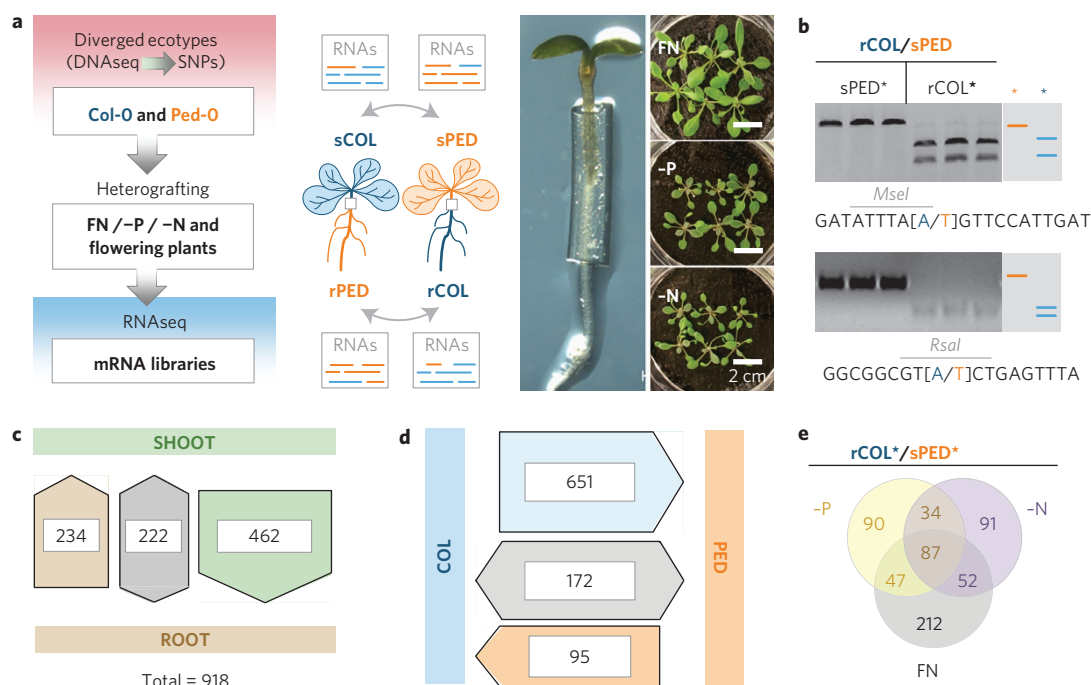 a
Diverged ecotypes
(DNAseq SNPs)
Col-0 and Ped-0
Heterografting
FN /–P / –N and
flowering plants
RNAseq
mRNA libraries
RNAs
RNAs
sCOL
sPED
rPED
rCOL
RNAs
RNAs
FN
–P
–N
2 cm
b
rCOL/sPED
sPED*
rCOL*
*
*
MseI
GATATTTA[A/T]GTTCCATTGAT
RsaI
GGCGGCGT[A/T]CTGAGTTTA
c
SHOOT
234
222
462
ROOT
Total = 918
d
COL
651
172
95
PED
e
rCOL*/sPED*
–P
90
34
91
–N
87
47
52
212
FN